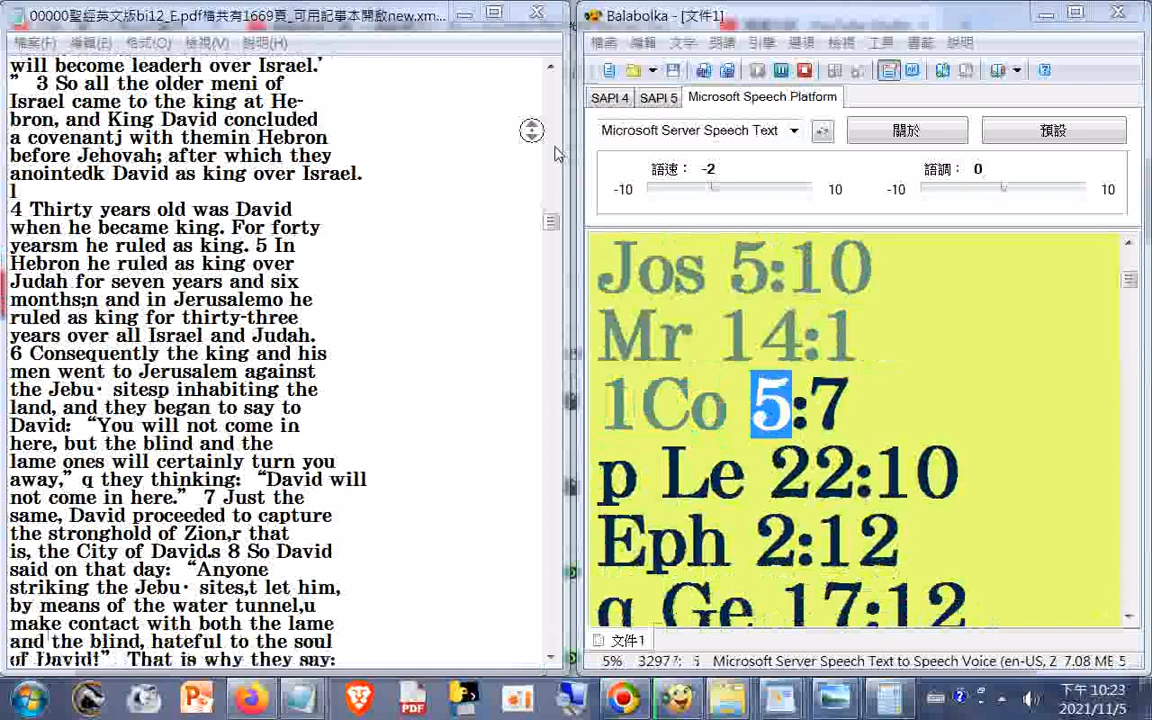 00000聖經英文版bi12_E.pdf檔共有1669頁_可用記事本開啟new.xm...
檔案(F) 編輯(E) 格式(O) 檢視(V) 說明(H)
will become leaderh over Israel.’
” 3 So all the older meni of
Israel came to the king at He-
bron, and King David concluded
a covenantj with themin Hebron
before Jehovah; after which they
anointedk David as king over Israel.
l
4 Thirty years old was David
when he became king. For forty
yearsm he ruled as king. 5 In
Hebron he ruled as king over
Judah for seven years and six
months;n and in Jerusalemo he
ruled as king for thirty-three
years over all Israel and Judah.
6 Consequently the king and his
men went to Jerusalem against
the Jebu· sitesp inhabiting the
land, and they began to say to
David: “You will not come in
here, but the blind and the
lame ones will certainly turn you
away,” q they thinking: “David will
not come in here.” 7 Just the
same, David proceeded to capture
the stronghold of Zion,r that
is, the City of David.s 8 So David
said on that day: “Anyone
striking the Jebu· sites,t let him,
by means of the water tunnel,u
make contact with both the lame
and the blind, hateful to the soul
of David!” That is why they say:
Balabolka - [文件1]
檔案 編輯 文字 朗讀 引擎 選項 檢視 工具 書籤 說明
SAPI 4 SAPI 5 Microsoft Speech Platform
Microsoft Server Speech Text 關於 預設
語速： -2 語調： 0
-10 10 -10 10
Jos 5:10
Mr 14:1
1Co 5:7
p Le 22:10
Eph 2:12
q Ge 17:12
文件1
5% 32977: Microsoft Server Speech Text to Speech Voice (en-US, Z 7.08 MB 5
PDF
下午 10:23
2021/11/5